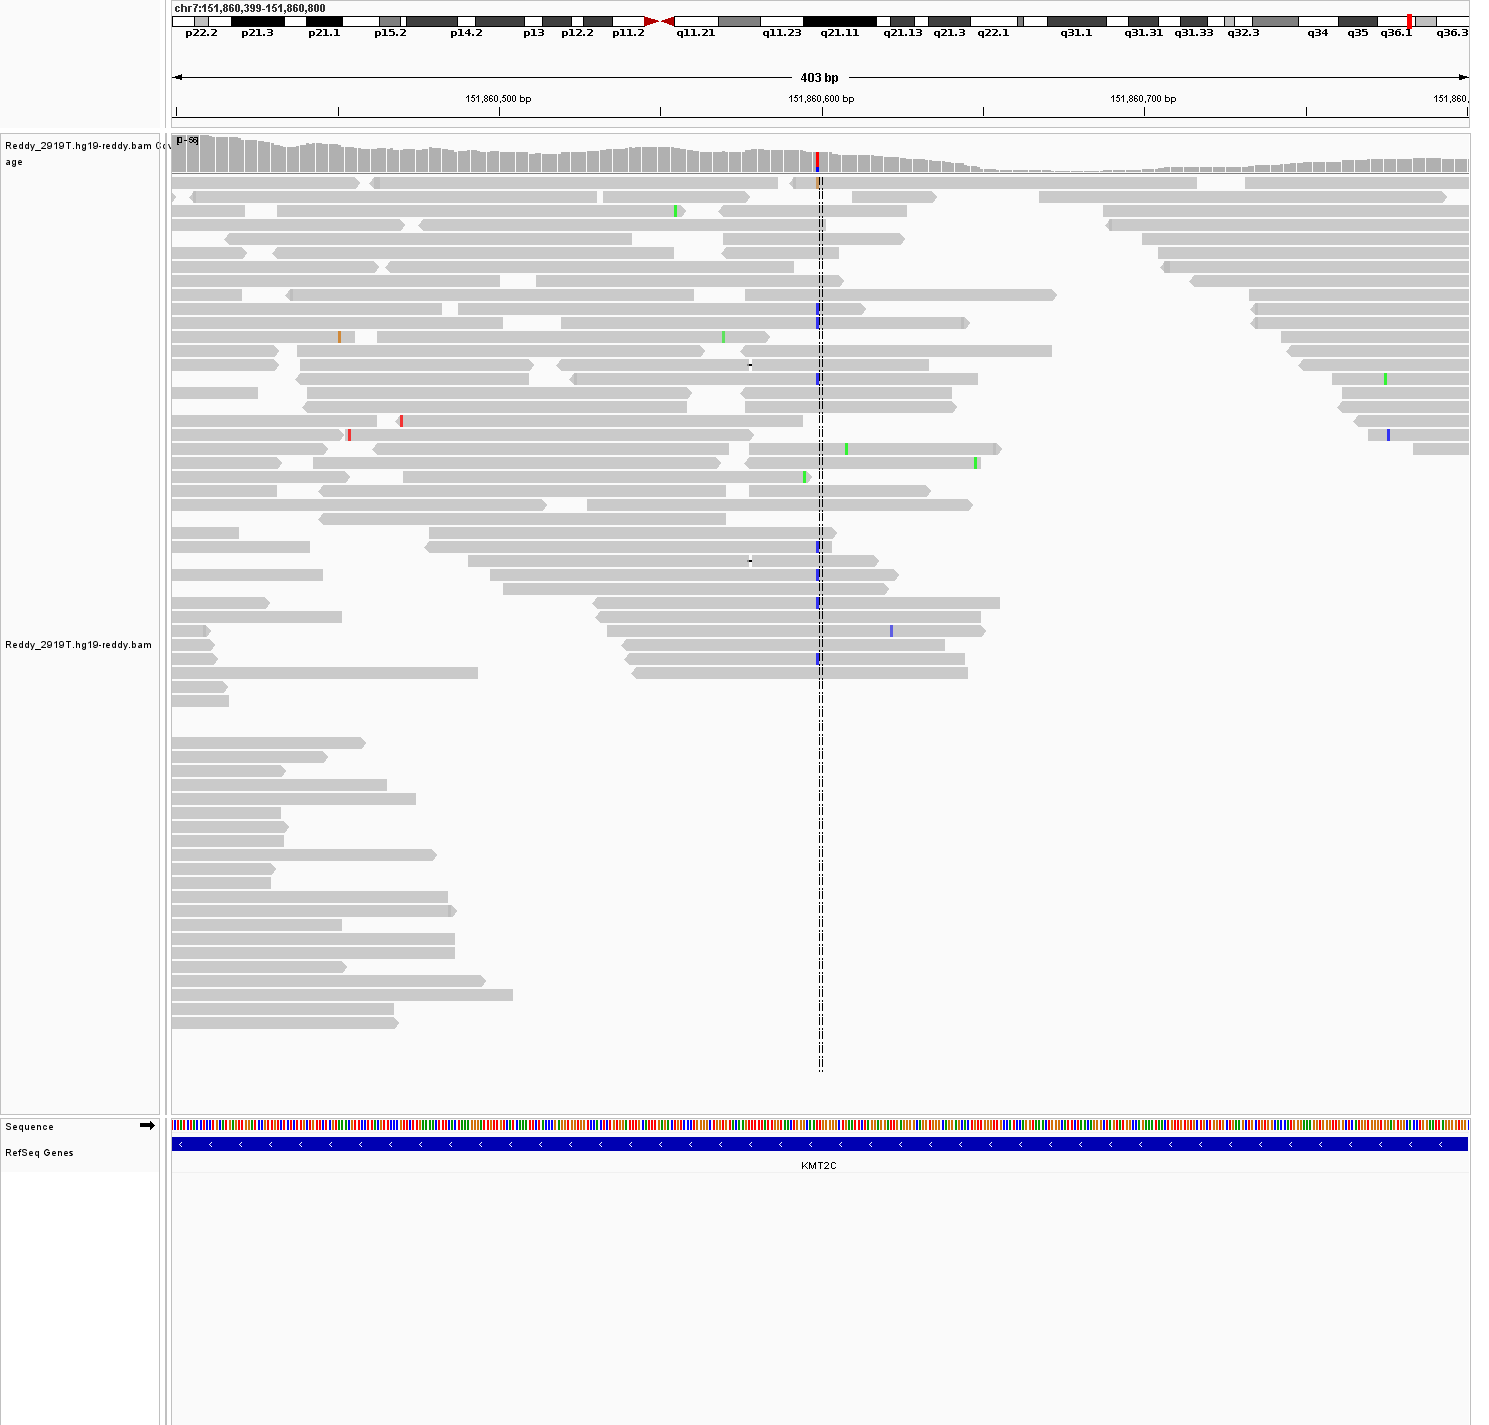 chr7:151,860,399-151,860,800
p22.2 p21.3 p21.1 p15.2 p14.2 p13 p12.2 p11.2 q11.21 q11.23 q21.11 q21.13 q21.3 q22.1 q31.1 q31.31 q31.33 q32.3 q34 q35 q36.1 q36.3
403 bp
151,860,500 bp 151,860,600 bp 151,860,700 bp 151,860,
Reddy_2919T.hg19-reddy.bam Cov
age
Reddy_2919T.hg19-reddy.bam
Sequence
RefSeq Genes
KMT2C